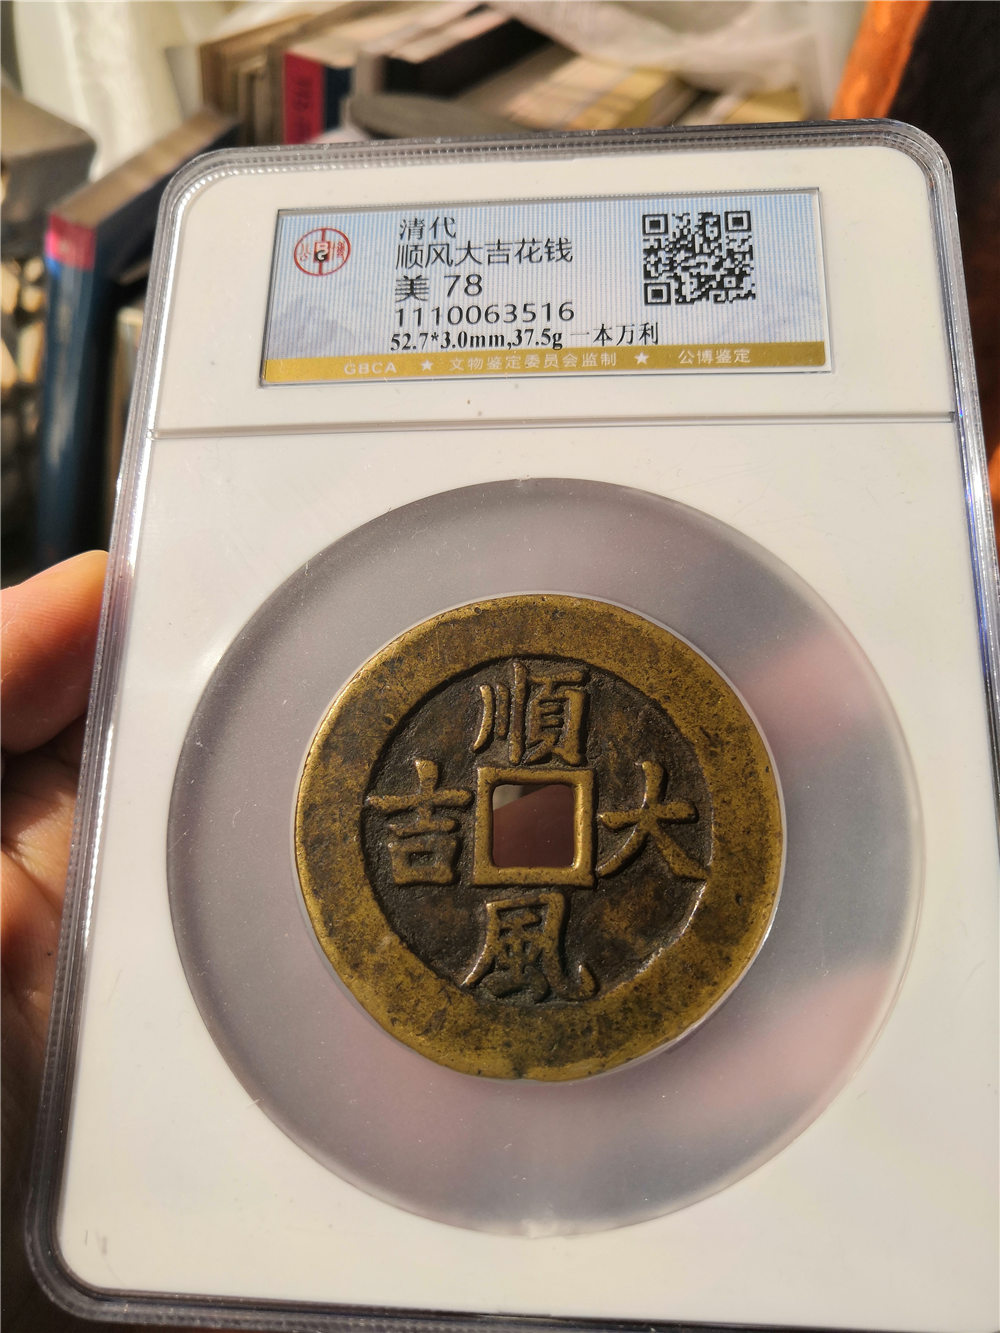 清代
顺风大吉花钱
美 78
1110063516
52.7*3.0mm,37.5g 一本万利
GBCA ★ 文物鉴定委员会监制 ★ 公博鉴定
順
吉 大
風